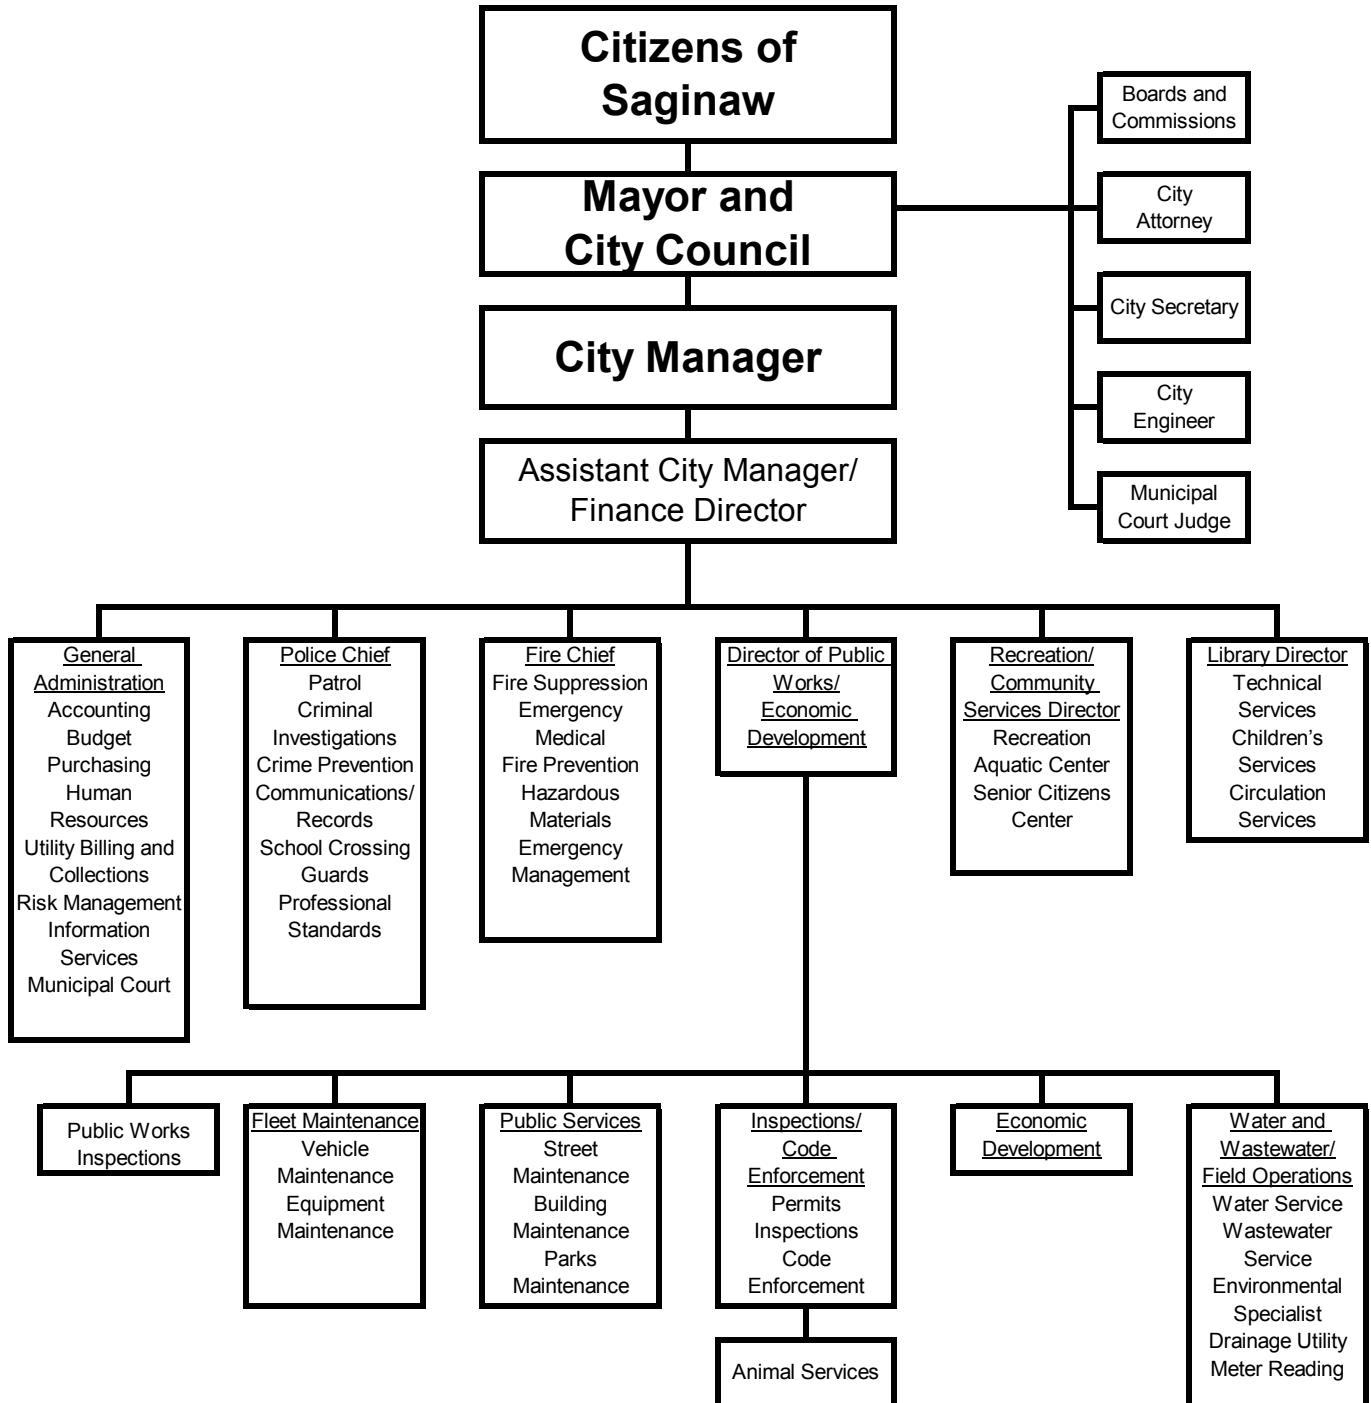 Citizens of
Saginaw
Boards and
Commissions
Mayor and
City Council
City
Attorney
City Secretary
City Manager
City
Engineer
Assistant City Manager/
Finance Director
Municipal
Court Judge
General
Administration
Accounting
Budget
Purchasing
Human
Resources
Utility Billing and
Collections
Risk Management
Information
Services
Municipal Court
Police Chief
Patrol
Criminal
Investigations
Crime Prevention
Communications/
Records
School Crossing
Guards
Professional
Standards
Fire Chief
Fire Suppression
Emergency
Medical
Fire Prevention
Hazardous
Materials
Emergency
Management
Director of Public
Works/
Economic
Development
Recreation/
Community
Services Director
Recreation
Aquatic Center
Senior Citizens
Center
Library Director
Technical
Services
Children's
Services
Circulation
Services
Public Works
Inspections
Fleet Maintenance
Vehicle
Maintenance
Equipment
Maintenance
Public Services
Street
Maintenance
Building
Maintenance
Parks
Maintenance
Inspections/
Code
Enforcement
Permits
Inspections
Code
Enforcement
Animal Services
Economic
Development
Water and
Wastewater/
Field Operations
Water Service
Wastewater
Service
Environmental
Specialist
Drainage Utility
Meter Reading